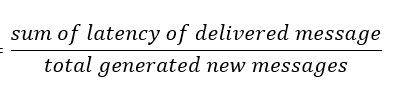 = sum of latency of delivered message
total generated new messages